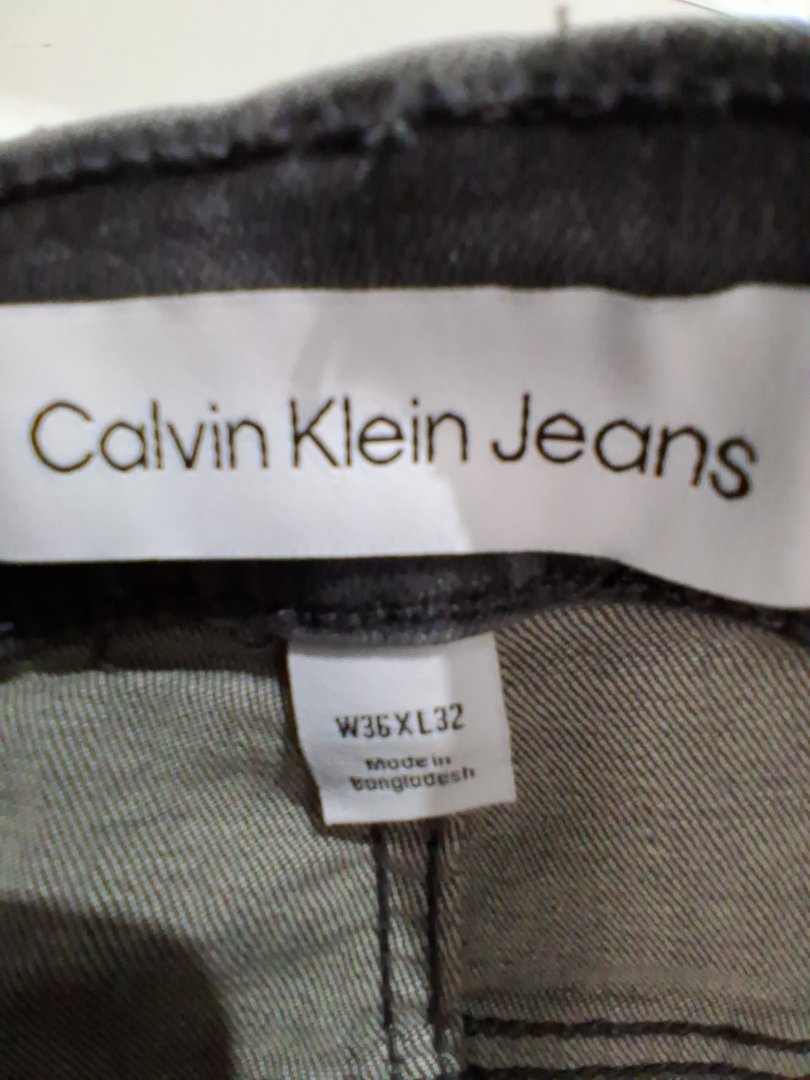 Calvin Klein Jeans
W36XL32
Made in
Bangladesh